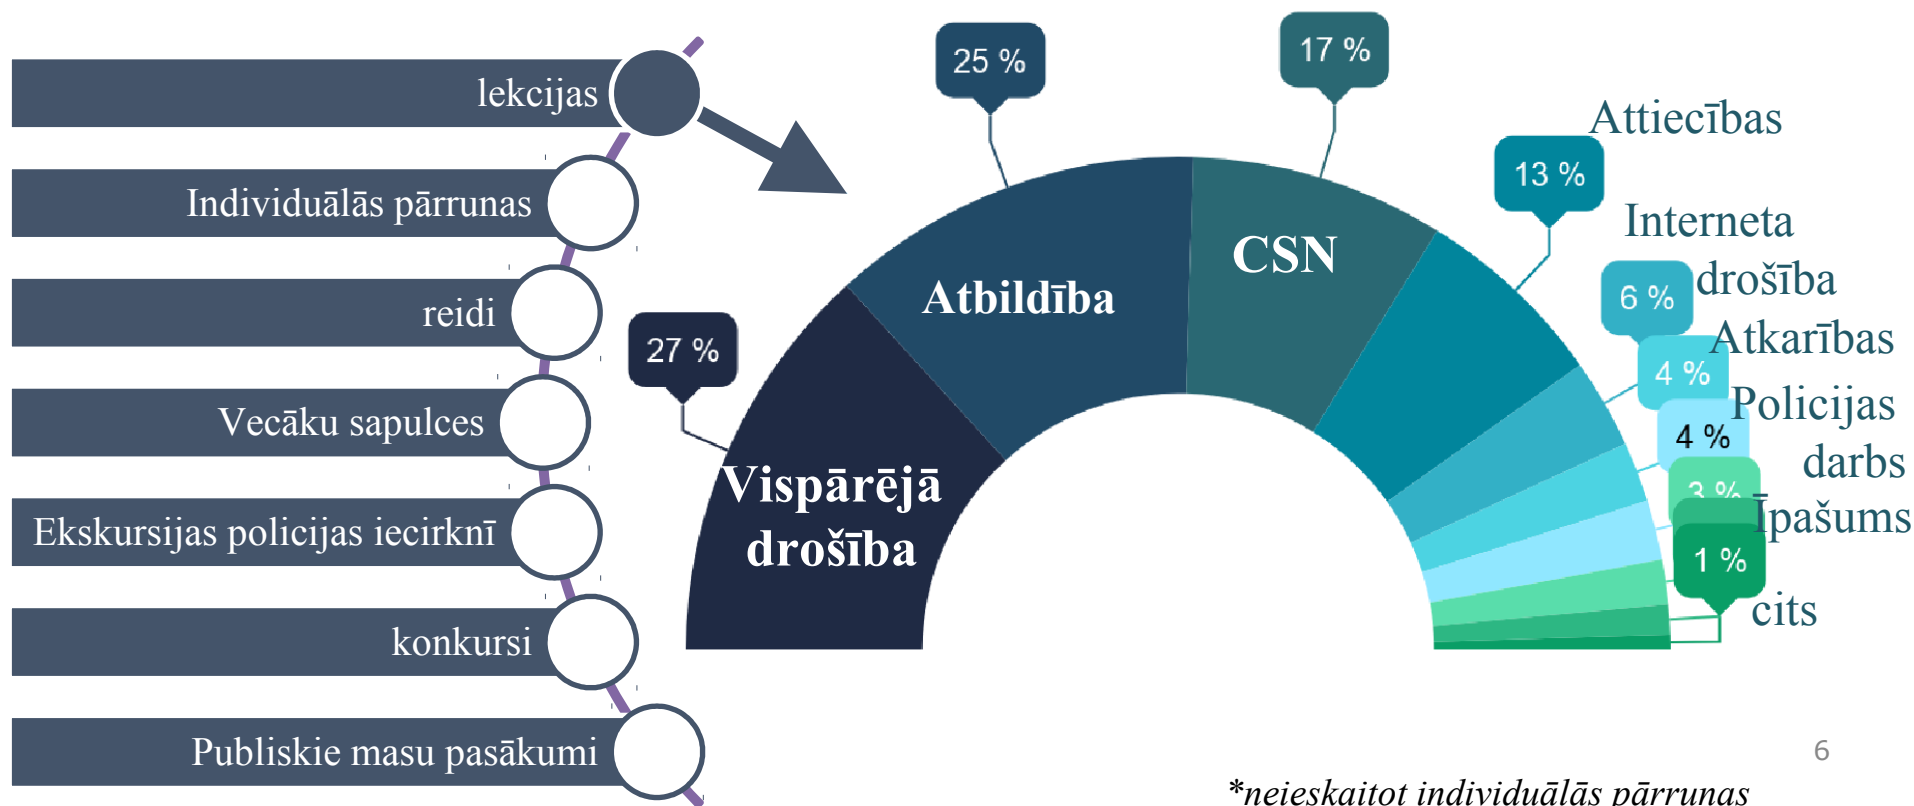 lekcijas
Individuālās pārrunas
reidi
Vecāku sapulces
Ekskursijas policijas iecirknī
konkursi
Publiskie masu pasākumi
25 %
17 %
Attiecības
13 %
Interneta
drošība
6 %
Atkarības
4 %
Policijas
darbs
4 %
3 %
Īpašums
1 %
cits
27 %
Atbildība
CSN
Vispārējā
drošība
6
*neieskaitot individuālās pārrunas